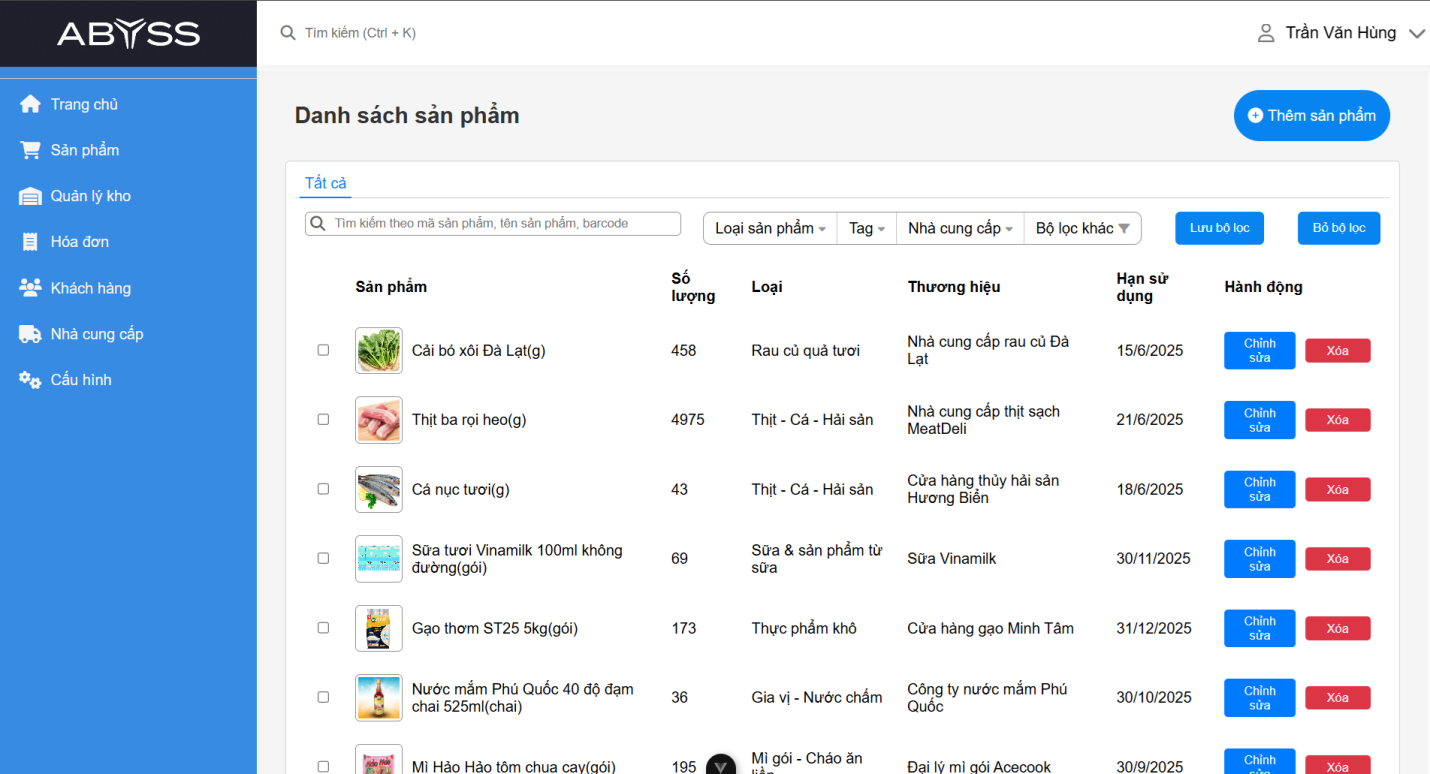 ABYSS
Tìm kiếm (Ctrl + K)
Trần Văn Hùng
Trang chủ
Sản phẩm
Quản lý kho
Hóa đơn
Khách hàng
Nhà cung cấp
Cấu hình
Danh sách sản phẩm
Thêm sản phẩm
Tất cả
Tìm kiếm theo mã sản phẩm, tên sản phẩm, barcode
Loại sản phẩm
Tag
Nhà cung cấp
Bộ lọc khác
Lưu bộ lọc
Bỏ bộ lọc
Sản phẩm
Số
lượng
Loại
Thương hiệu
Hạn sử
dụng
Hành động
Cải bó xôi Đà Lạt(g)
458
Rau củ quả tươi
Nhà cung cấp rau củ Đà
Lạt
15/6/2025
Chỉnh
sửa
Xóa
Thịt ba rọi heo(g)
4975
Thịt - Cá - Hải sản
Nhà cung cấp thịt sạch
MeatDeli
21/6/2025
Chỉnh
sửa
Xóa
Cá nục tươi(g)
43
Thịt - Cá - Hải sản
Cửa hàng thủy hải sản
Hương Biển
18/6/2025
Chỉnh
sửa
Xóa
Sữa tươi Vinamilk 100ml không
đường(gói)
69
Sữa & sản phẩm từ
sữa
Sữa Vinamilk
30/11/2025
Chỉnh
sửa
Xóa
Gạo thơm ST25 5kg(gói)
173
Thực phẩm khô
Cửa hàng gạo Minh Tâm
31/12/2025
Chỉnh
sửa
Xóa
Nước mắm Phú Quốc 40 độ đạm
chai 525ml(chai)
36
Gia vị - Nước chấm
Công ty nước mắm Phú
Quốc
30/10/2025
Chỉnh
sửa
Xóa
Hảo Hảo
Mì Hảo Hảo tôm chua cay(gói)
195
Mì gói - Cháo ăn
liền
Đại lý mì gói Acecook
30/9/2025
Chỉnh
sửa
Xóa